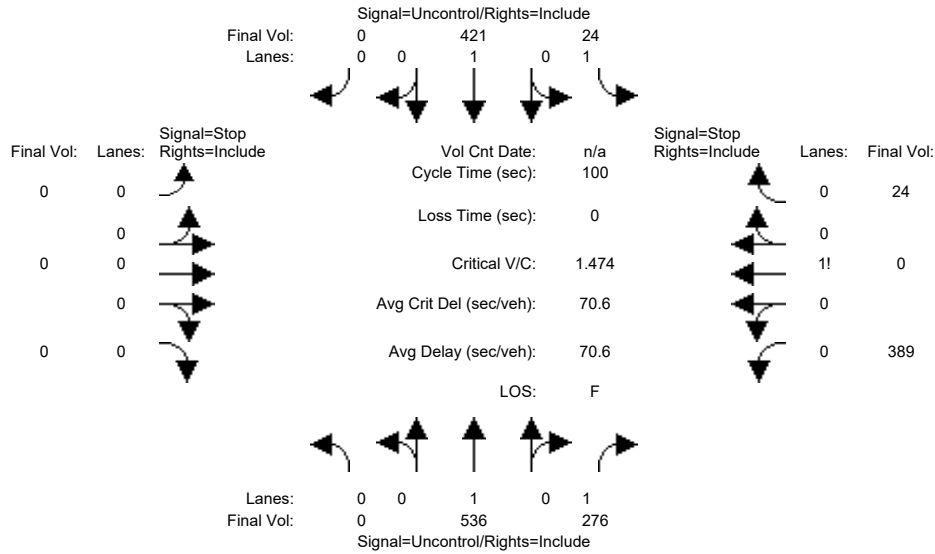 Signal=Uncontrol/Rights=Include
Final Vol: 0 421 24
Lanes: 0 0 1 0 1
Signal=Stop Signal=Stop
Final Vol: Lanes: Rights=Include Vol Cnt Date: n/a Rights=Include Lanes: Final Vol:
Cycle Time (sec): 100
0 0 0 24
Loss Time (sec): 0
0 0
0 0 Critical V/C: 1.474 1! 0
0 Avg Crit Del (sec/veh): 70.6 0
0 0 Avg Delay (sec/veh): 70.6 0 389
LOS: F
Lanes: 0 0 1 0 1
Final Vol: 0 536 276
Signal=Uncontrol/Rights=Include